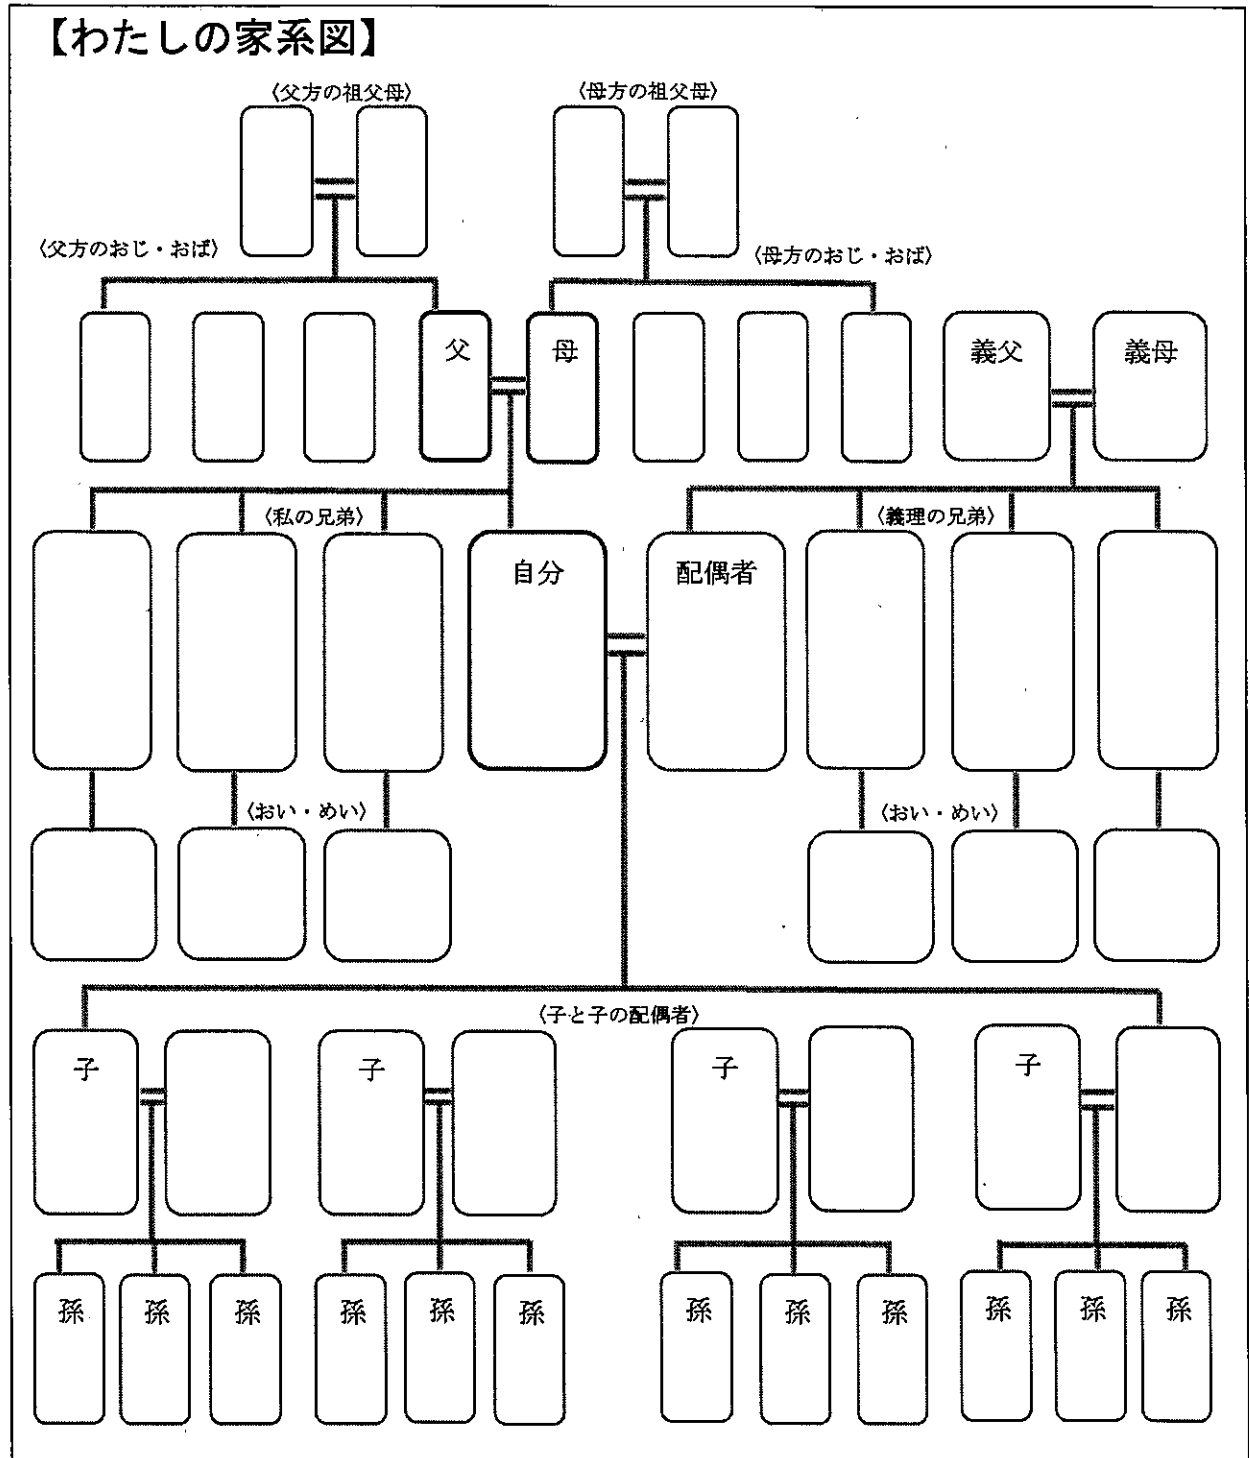 【わたしの家系図】
〈父方の祖父母〉
〈母方の祖父母〉
〈父方のおじ・おば〉
〈母方のおじ・おば〉
父
母
義父
義母
〈私の兄弟〉
〈義理の兄弟〉
自分
配偶者
〈おい・めい〉
〈おい・めい〉
〈子と子の配偶者〉
子
子
子
子
孫
孫
孫
孫
孫
孫
孫
孫
孫
孫
孫
孫